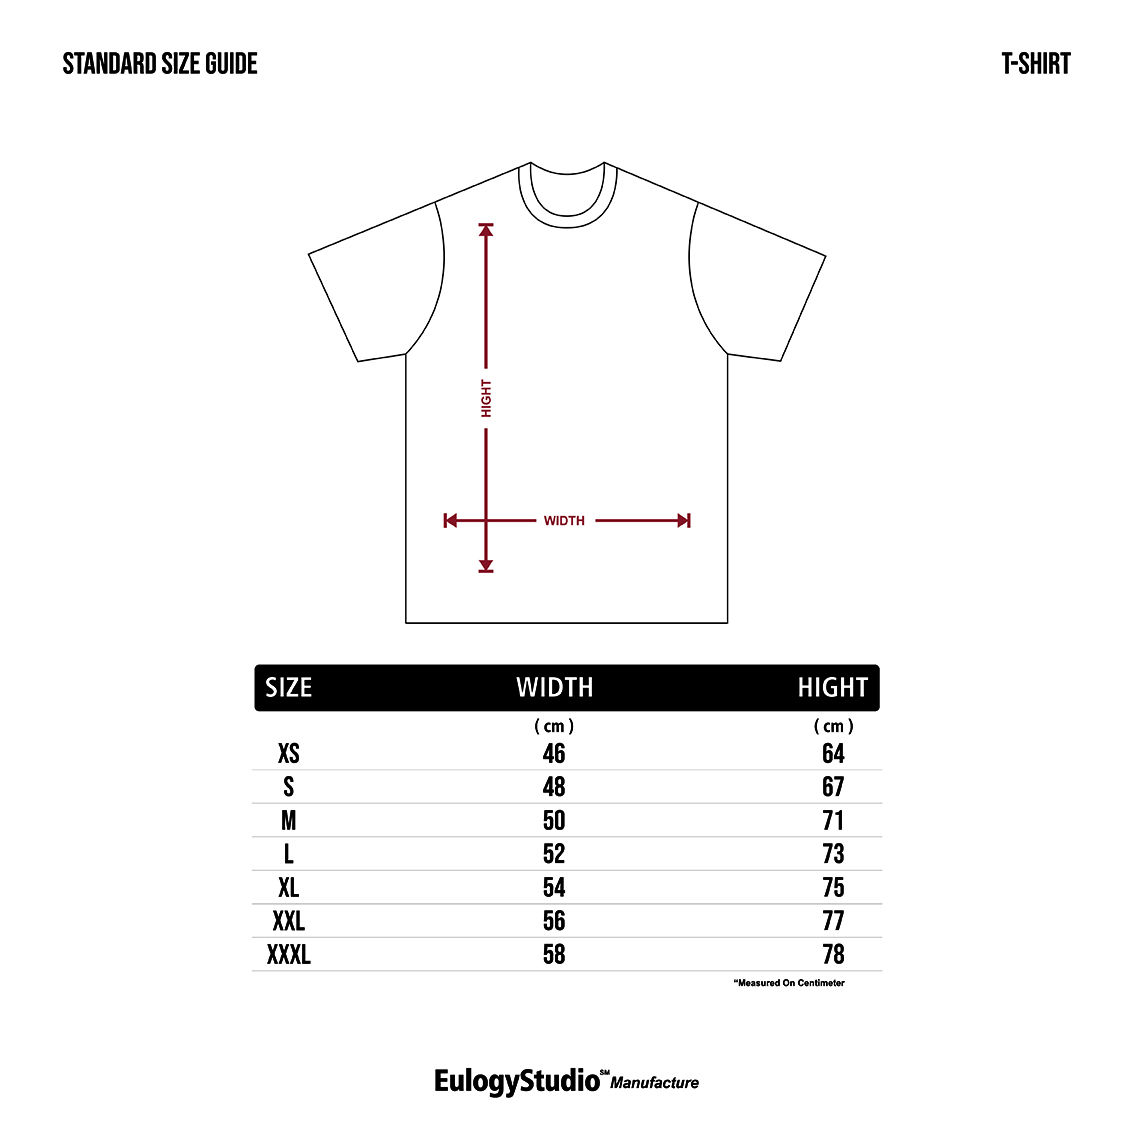 STANDARD SIZE GUIDE
T-SHIRT
HIGHT
WIDTH
SIZE WIDTH HIGHT
( cm ) ( cm )
XS 46 64
S 48 67
M 50 71
L 52 73
XL 54 75
XXL 56 77
XXXL 58 78
"Measured On Centimeter
EulogyStudio℠ Manufacture